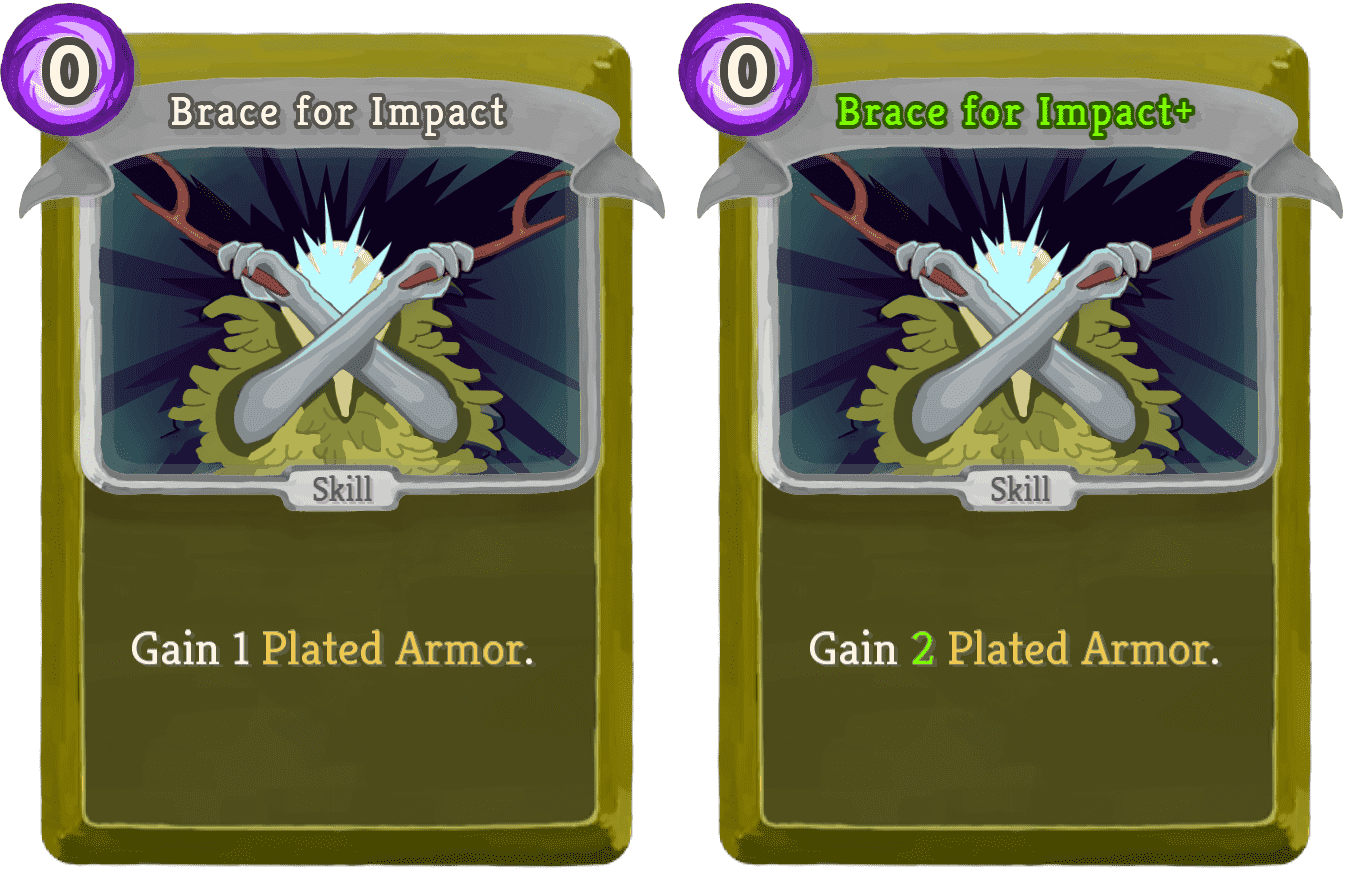 0
Brace for Impact
Skill
Gain 1 Plated Armor.
0
Brace for Impact+
Skill
Gain 2 Plated Armor.